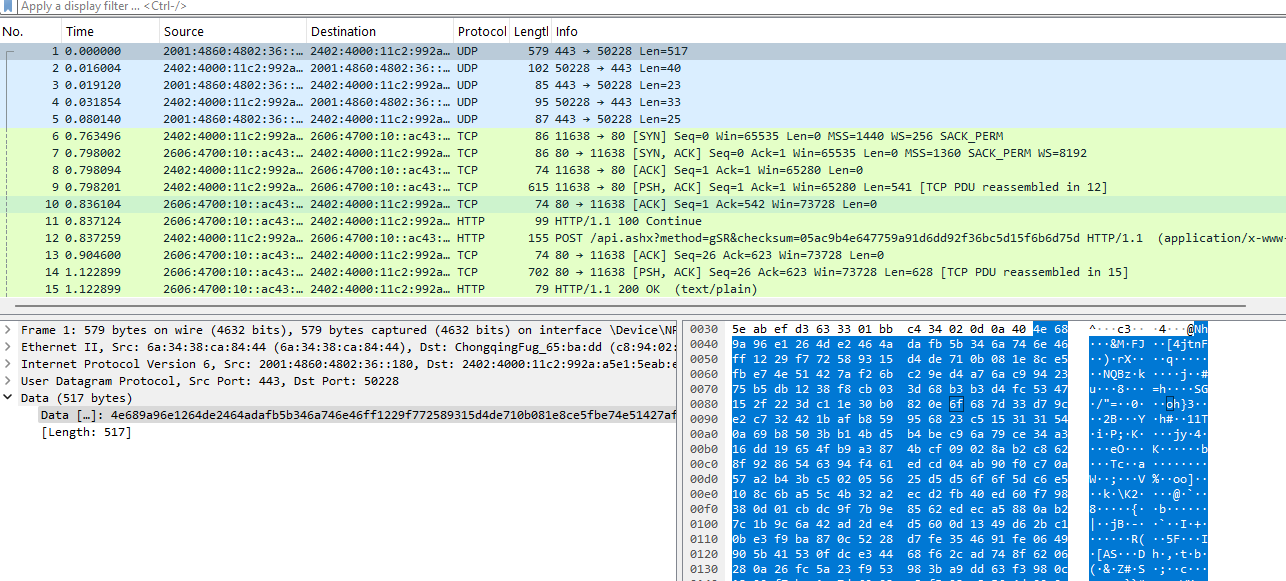 Apply a display filter … <Ctrl-/>
No. Time Source Destination Protocol Lengtl Info
1 0.000000 2001:4860:4802:36::… 2402:4000:11c2:992a… UDP 579 443 → 50228 Len=517
2 0.016004 2402:4000:11c2:992a… 2001:4860:4802:36::… UDP 102 50228 → 443 Len=40
3 0.019120 2001:4860:4802:36::… 2402:4000:11c2:992a… UDP 85 443 → 50228 Len=23
4 0.031854 2402:4000:11c2:992a… 2001:4860:4802:36::… UDP 95 50228 → 443 Len=33
5 0.080140 2001:4860:4802:36::… 2402:4000:11c2:992a… UDP 87 443 → 50228 Len=25
6 0.763496 2402:4000:11c2:992a… 2606:4700:10::ac43:… TCP 86 11638 → 80 [SYN] Seq=0 Win=65535 Len=0 MSS=1440 WS=256 SACK_PERM
7 0.798002 2606:4700:10::ac43:… 2402:4000:11c2:992a… TCP 86 80 → 11638 [SYN, ACK] Seq=0 Ack=1 Win=65535 Len=0 MSS=1360 SACK_PERM WS=8192
8 0.798094 2402:4000:11c2:992a… 2606:4700:10::ac43:… TCP 74 11638 → 80 [ACK] Seq=1 Ack=1 Win=65280 Len=0
9 0.798201 2402:4000:11c2:992a… 2606:4700:10::ac43:… TCP 615 11638 → 80 [PSH, ACK] Seq=1 Ack=1 Win=65280 Len=541 [TCP PDU reassembled in 12]
10 0.836104 2606:4700:10::ac43:… 2402:4000:11c2:992a… TCP 74 80 → 11638 [ACK] Seq=1 Ack=542 Win=73728 Len=0
11 0.837124 2606:4700:10::ac43:… 2402:4000:11c2:992a… HTTP 99 HTTP/1.1 100 Continue
12 0.837259 2402:4000:11c2:992a… 2606:4700:10::ac43:… HTTP 155 POST /api.ashx?method=gSR&checksum=05ac9b4e647759a91d6dd92f36bc5d15f6b6d75d HTTP/1.1 (application/x-www-
13 0.904600 2606:4700:10::ac43:… 2402:4000:11c2:992a… TCP 74 80 → 11638 [ACK] Seq=26 Ack=623 Win=73728 Len=0
14 1.122899 2606:4700:10::ac43:… 2402:4000:11c2:992a… TCP 702 80 → 11638 [PSH, ACK] Seq=26 Ack=623 Win=73728 Len=628 [TCP PDU reassembled in 15]
15 1.122899 2606:4700:10::ac43:… 2402:4000:11c2:992a… HTTP 79 HTTP/1.1 200 OK (text/plain)
Frame 1: 579 bytes on wire (4632 bits), 579 bytes captured (4632 bits) on interface \Device\NP
Ethernet II, Src: 6a:34:38:ca:84:44 (6a:34:38:ca:84:44), Dst: ChongqingFug_65:ba:dd (c8:94:02:
Internet Protocol Version 6, Src: 2001:4860:4802:36::180, Dst: 2402:4000:11c2:992a:a5e1:5eab:e
User Datagram Protocol, Src Port: 443, Dst Port: 50228
Data (517 bytes)
Data […]: 4e689a96e1264de2464adafb5b346a746e46ff1229f772589315d4de710b081e8ce5fbe74e51427af
[Length: 517]
0030 5e ab ef d3 63 33 01 bb c4 34 02 0d 0a 40 4e 68 ^···c3·· ·4···@Nh
0040 9a 96 e1 26 4d e2 46 4a da fb 5b 34 6a 74 6e 46 ···&M·FJ ··[4jtnF
0050 ff 12 29 f7 72 58 93 15 d4 de 71 0b 08 1e 8c e5 ··)·rX·· ··q·····
0060 fb e7 4e 51 42 7a f2 6b c2 9e d4 a7 6a c9 94 23 ··NQBz·k ····j··#
0070 75 b5 db 12 38 f8 cb 03 3d 68 b3 b3 d4 fc 53 47 u···8··· =h····SG
0080 15 2f 22 3d c1 1e 30 b0 82 0e 6f 68 7d 33 d7 9c ·/"=··0· ··oh}3··
0090 e2 c7 32 42 1b af b8 59 95 68 23 c5 15 31 31 54 ··2B···Y ·h#··11T
00a0 0a 69 b8 50 3b b1 4b d5 b4 be c9 6a 79 ce 34 a3 ·i·P;·K· ···jy·4·
00b0 16 dd 19 65 4f b9 a3 87 4b cf 09 02 8a b2 c8 62 ···eO··· K······b
00c0 8f 92 86 54 63 94 f4 61 ed cd 04 ab 90 f0 c7 0a ···Tc··a ········
00d0 57 a2 b4 3b c5 02 05 56 25 d5 d5 6f 6f 5d c6 e5 W··;···V %··oo]··
00e0 10 8c 6b a5 5c 4b 32 a2 ec d2 fb 40 ed 60 f7 98 ··k·\K2· ···@·`··
00f0 38 0d 01 cb dc 9f 7b 9e 85 62 ed ec a5 88 0a b2 8·····{· ·b······
0100 7c 1b 9c 6a 42 ad 2d e4 d5 60 0d 13 49 d6 2b c1 |··jB·-· ·`··I·+·
0110 0b e3 f9 ba 87 0c 52 28 d7 fe 35 46 91 fe 06 49 ······R( ··5F···I
0120 90 5b 41 53 0f dc e3 44 68 f6 2c ad 74 8f 62 06 ·[AS···D h·,·t·b·
0130 28 0a 26 fc 5a 23 f9 53 98 3b a9 dd 63 f3 98 0c (·&·Z#·S ·;··c···